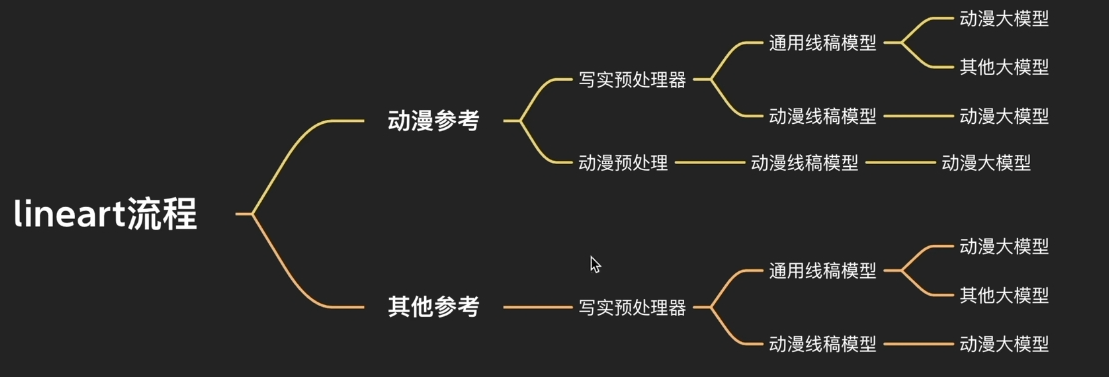 lineart流程
动漫参考
写实预处理器
通用线稿模型
动漫大模型
其他大模型
动漫线稿模型
动漫大模型
动漫预处理
动漫线稿模型
动漫大模型
其他参考
写实预处理器
通用线稿模型
动漫大模型
其他大模型
动漫线稿模型
动漫大模型